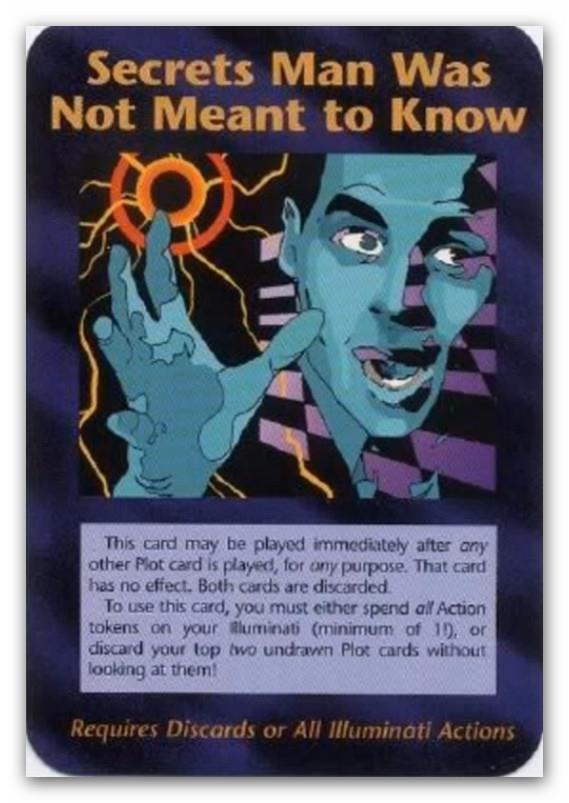 Secrets Man Was
Not Meant to Know
This card may be played immediately after any
other Plot card is played, for any purpose. That card
has no effect. Both cards are discarded.
To use this card, you must either spend all Action
tokens on your Illuminati (minimum of 1!), or
discard your top two undrawn Plot cards without
looking at them!
Requires Discards or All Illuminati Actions